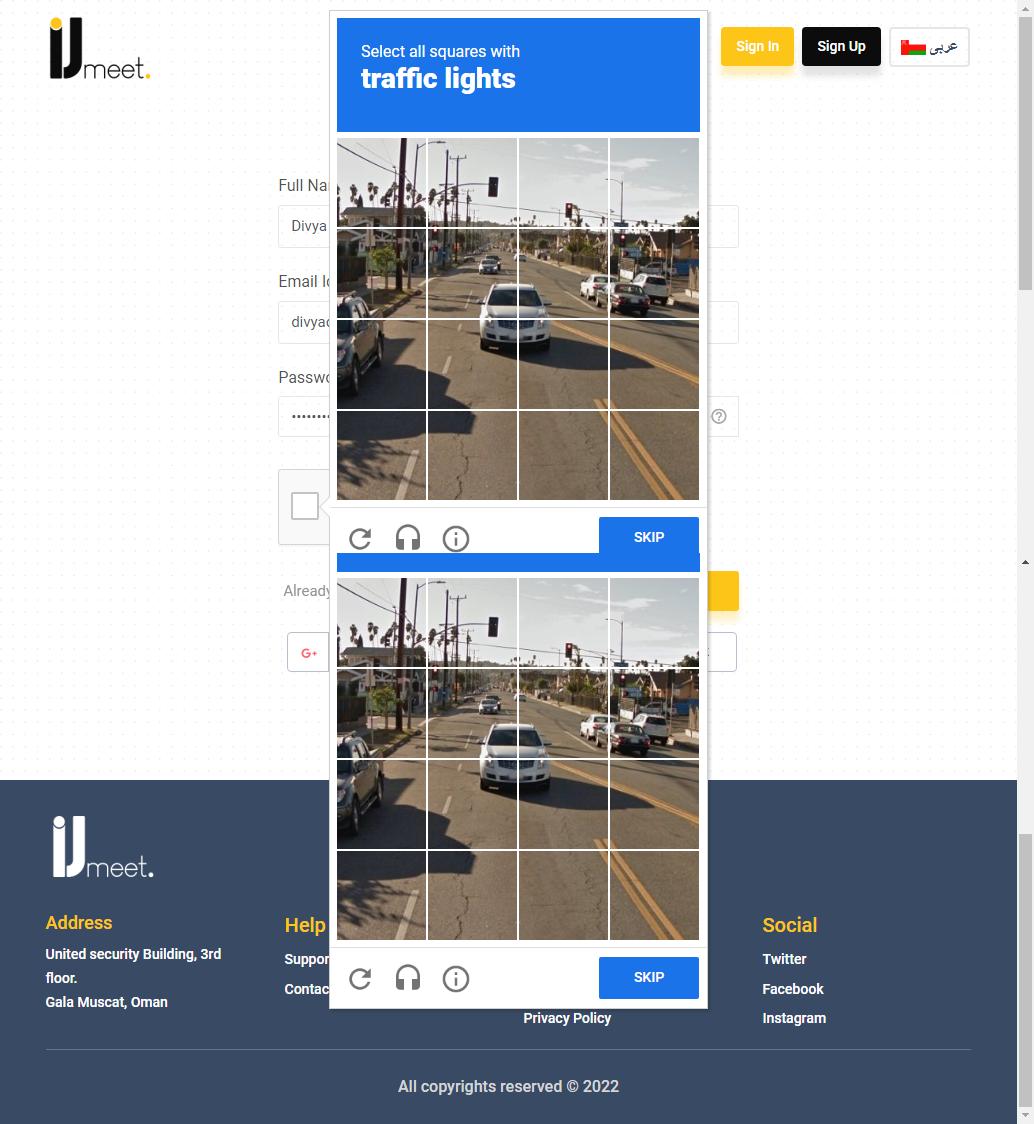 iJmeet.
Sign In
Sign Up
عربى
Select all squares with
traffic lights
Full Na
Divya
Email I
divya
Passwo
SKIP
Already
G+
SKIP
iJmeet.
Address
United security Building, 3rd
floor.
Gala Muscat, Oman
Help
Suppor
Contac
Privacy Policy
Social
Twitter
Facebook
Instagram
All copyrights reserved © 2022